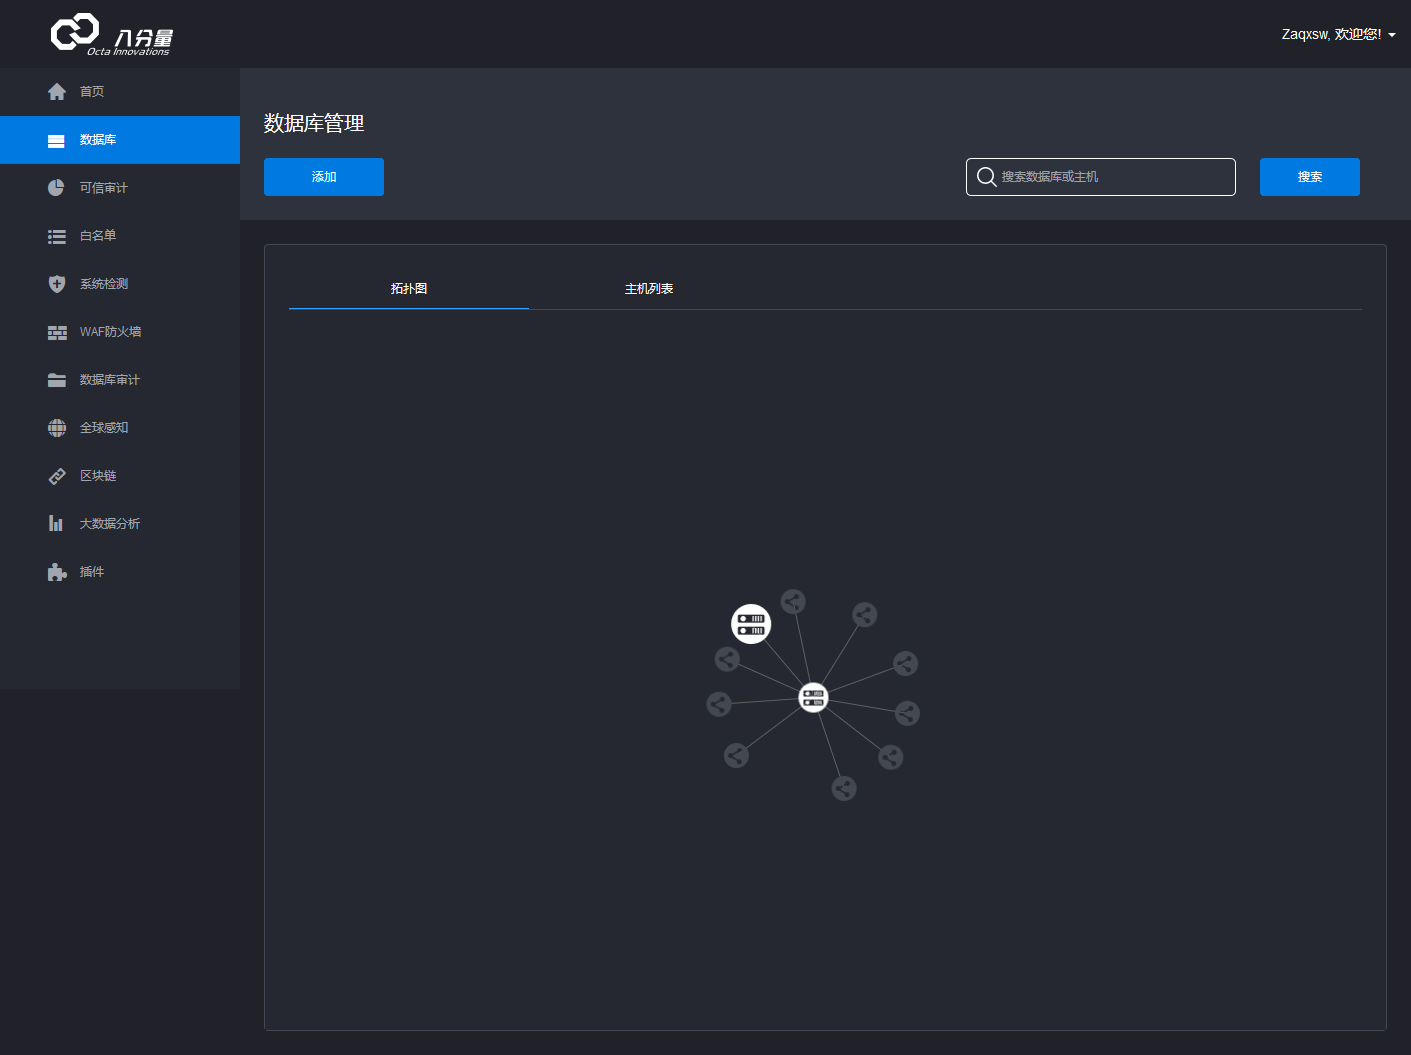 八分量
Octa Innovations
Zaqxsw, 欢迎您!
首页
数据库
可信审计
白名单
系统检测
WAF防火墙
数据库审计
全球感知
区块链
大数据分析
插件
数据库管理
添加
搜索数据库或主机
搜索
拓扑图
主机列表